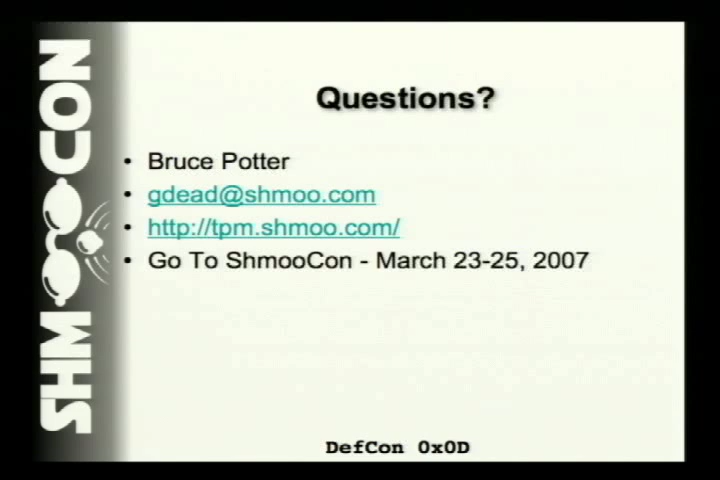 SHMOOCON
Questions?
• Bruce Potter
• gdead@shmoo.com
• http://tpm.shmoo.com/
• Go To ShmooCon - March 23-25, 2007
DefCon 0x0D